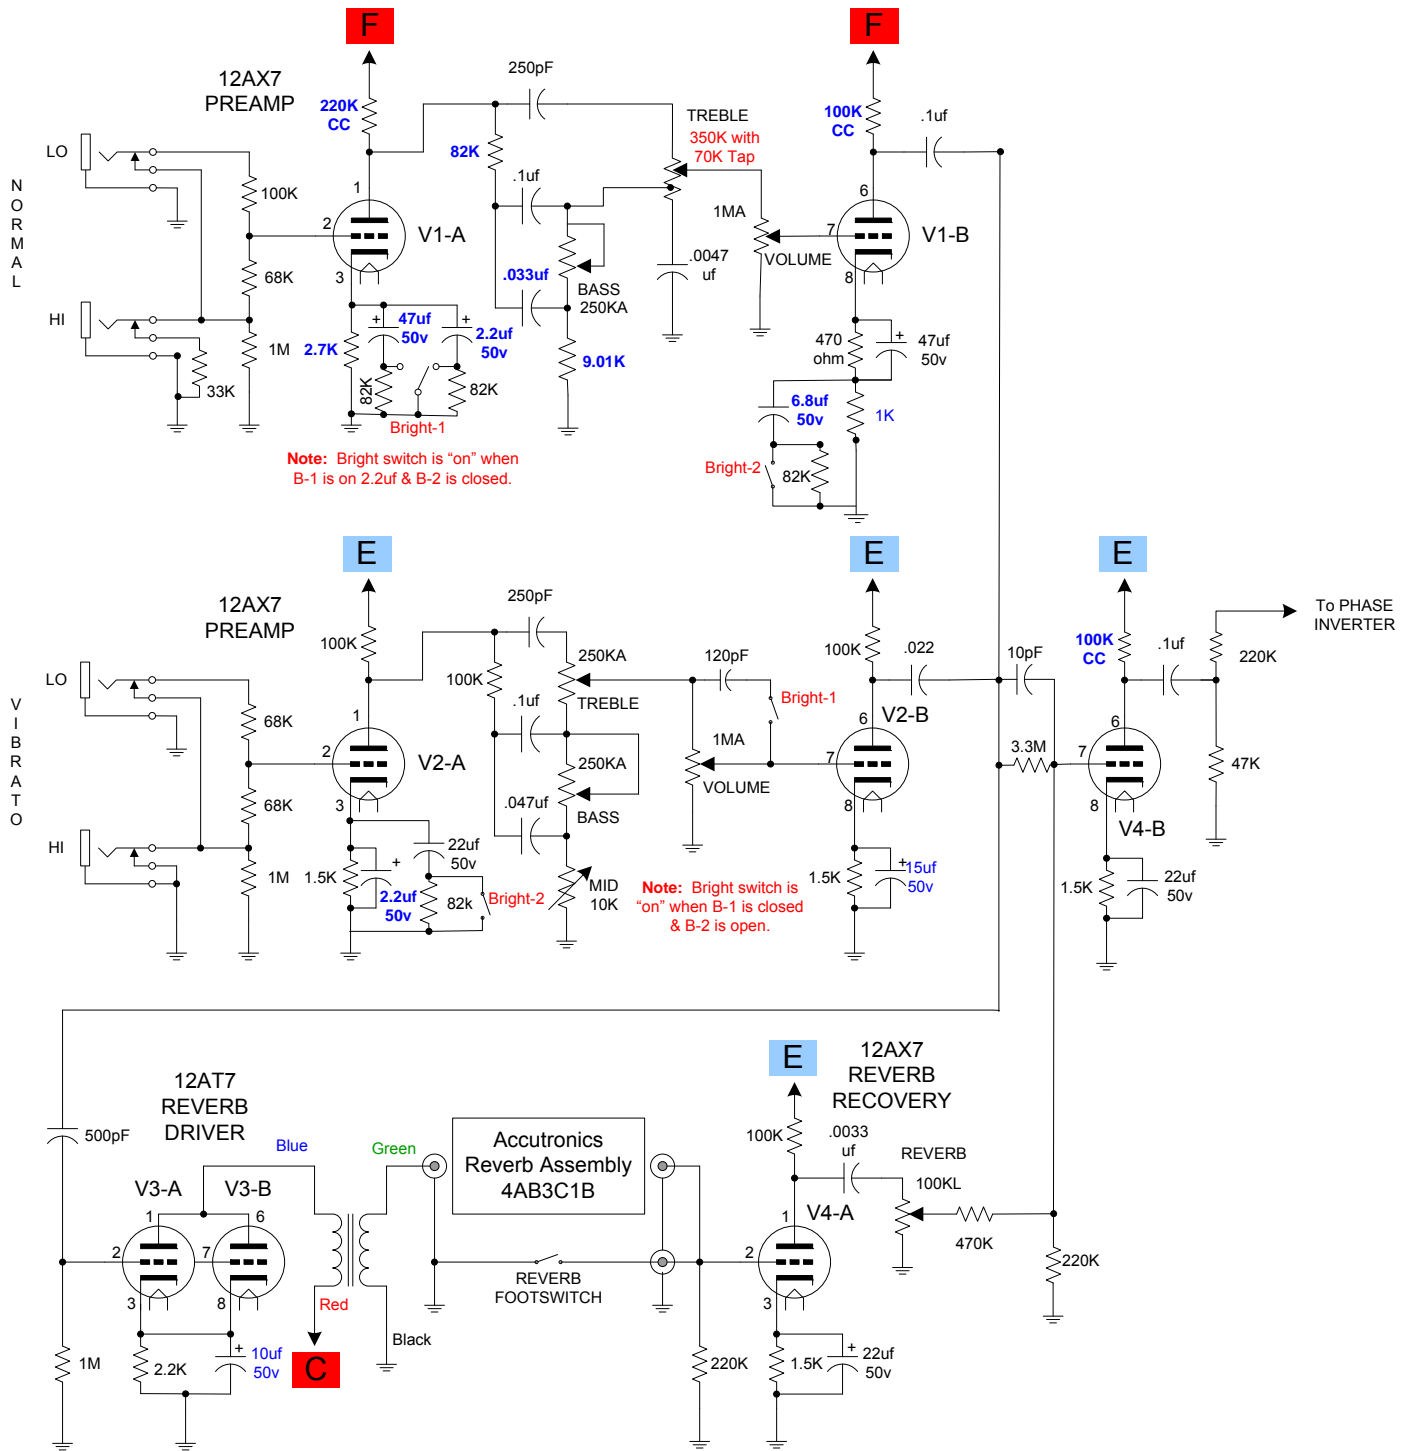 F
F
12AX7
PREAMP
250pF
220K
CC
TREBLE
350K with
70K Tap
100K
CC
.1uf
LO
82K
N
O
R
M
A
L
100K
1
.1uf
6
2
V1-A
1MA
7
V1-B
68K
3
.033uf
BASS
250KA
.0047
uf
VOLUME
8
HI
+
47uf
50v
+
2.2uf
50v
470
ohm
+
47uf
50v
1M
2.7K
9.01K
33K
82K
82K
6.8uf
50v
1K
Bright-1
Note: Bright switch is “on” when
B-1 is on 2.2uf & B-2 is closed.
Bright-2
82K
E
E
E
12AX7
PREAMP
250pF
To PHASE
INVERTER
100K
100K
.022
10pF
100K
CC
.1uf
220K
LO
250KA
120pF
100K
TREBLE
Bright-1
V
I
B
R
A
T
O
68K
1
.1uf
V2-B
6
6
2
V2-A
1MA
7
3.3M
7
47K
250KA
68K
3
.047uf
BASS
VOLUME
8
8
V4-B
HI
+
22uf
50v
1M
1.5K
2.2uf
50v
82k
Bright-2
MID
10K
Note: Bright switch is
“on” when B-1 is closed
& B-2 is open.
1.5K
+
15uf
50v
1.5K
22uf
50v
E
12AX7
REVERB
RECOVERY
12AT7
REVERB
DRIVER
500pF
Blue
Green
Accutronics
Reverb Assembly
4AB3C1B
100K
.0033
uf
REVERB
100KL
V3-A
V3-B
V4-A
1
6
1
470K
2
7
2
220K
REVERB
FOOTSWITCH
3
8
Red
3
Black
+
10uf
50v
C
1M
2.2K
220K
1.5K
+
22uf
50v